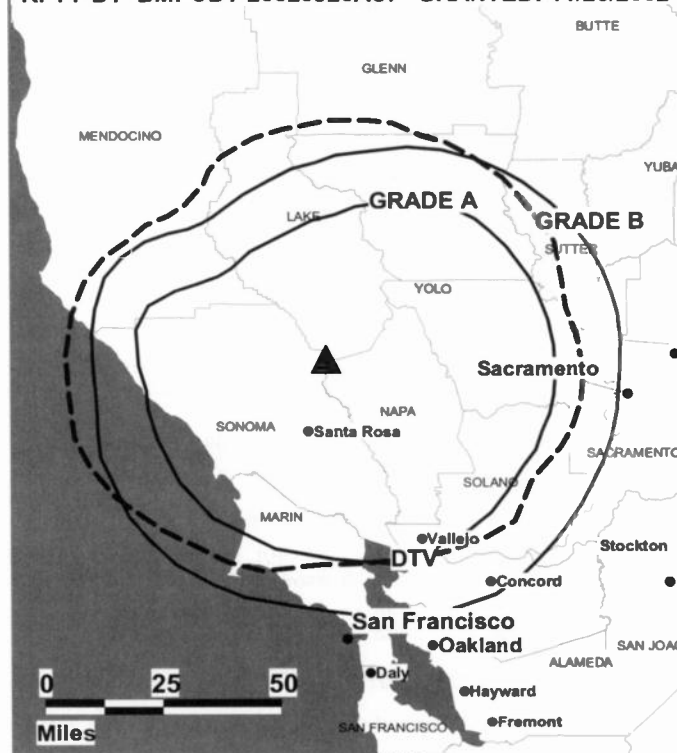 BUTTE
GLENN
MENDOCINO
YUBA
LAKE
GRADE A
GRADE B
SUTTER
YOLO
Sacramento
NAPA
SONOMA
Santa Rosa
SACRAMENTO
SOLANO
MARIN
Vallejo
Stockton
DTV
Concord
San Francisco
Oakland
SAN JOAQ
ALAMEDA
0 25 50
Daly
Hayward
Miles
SAN FRANCISCO
Fremont